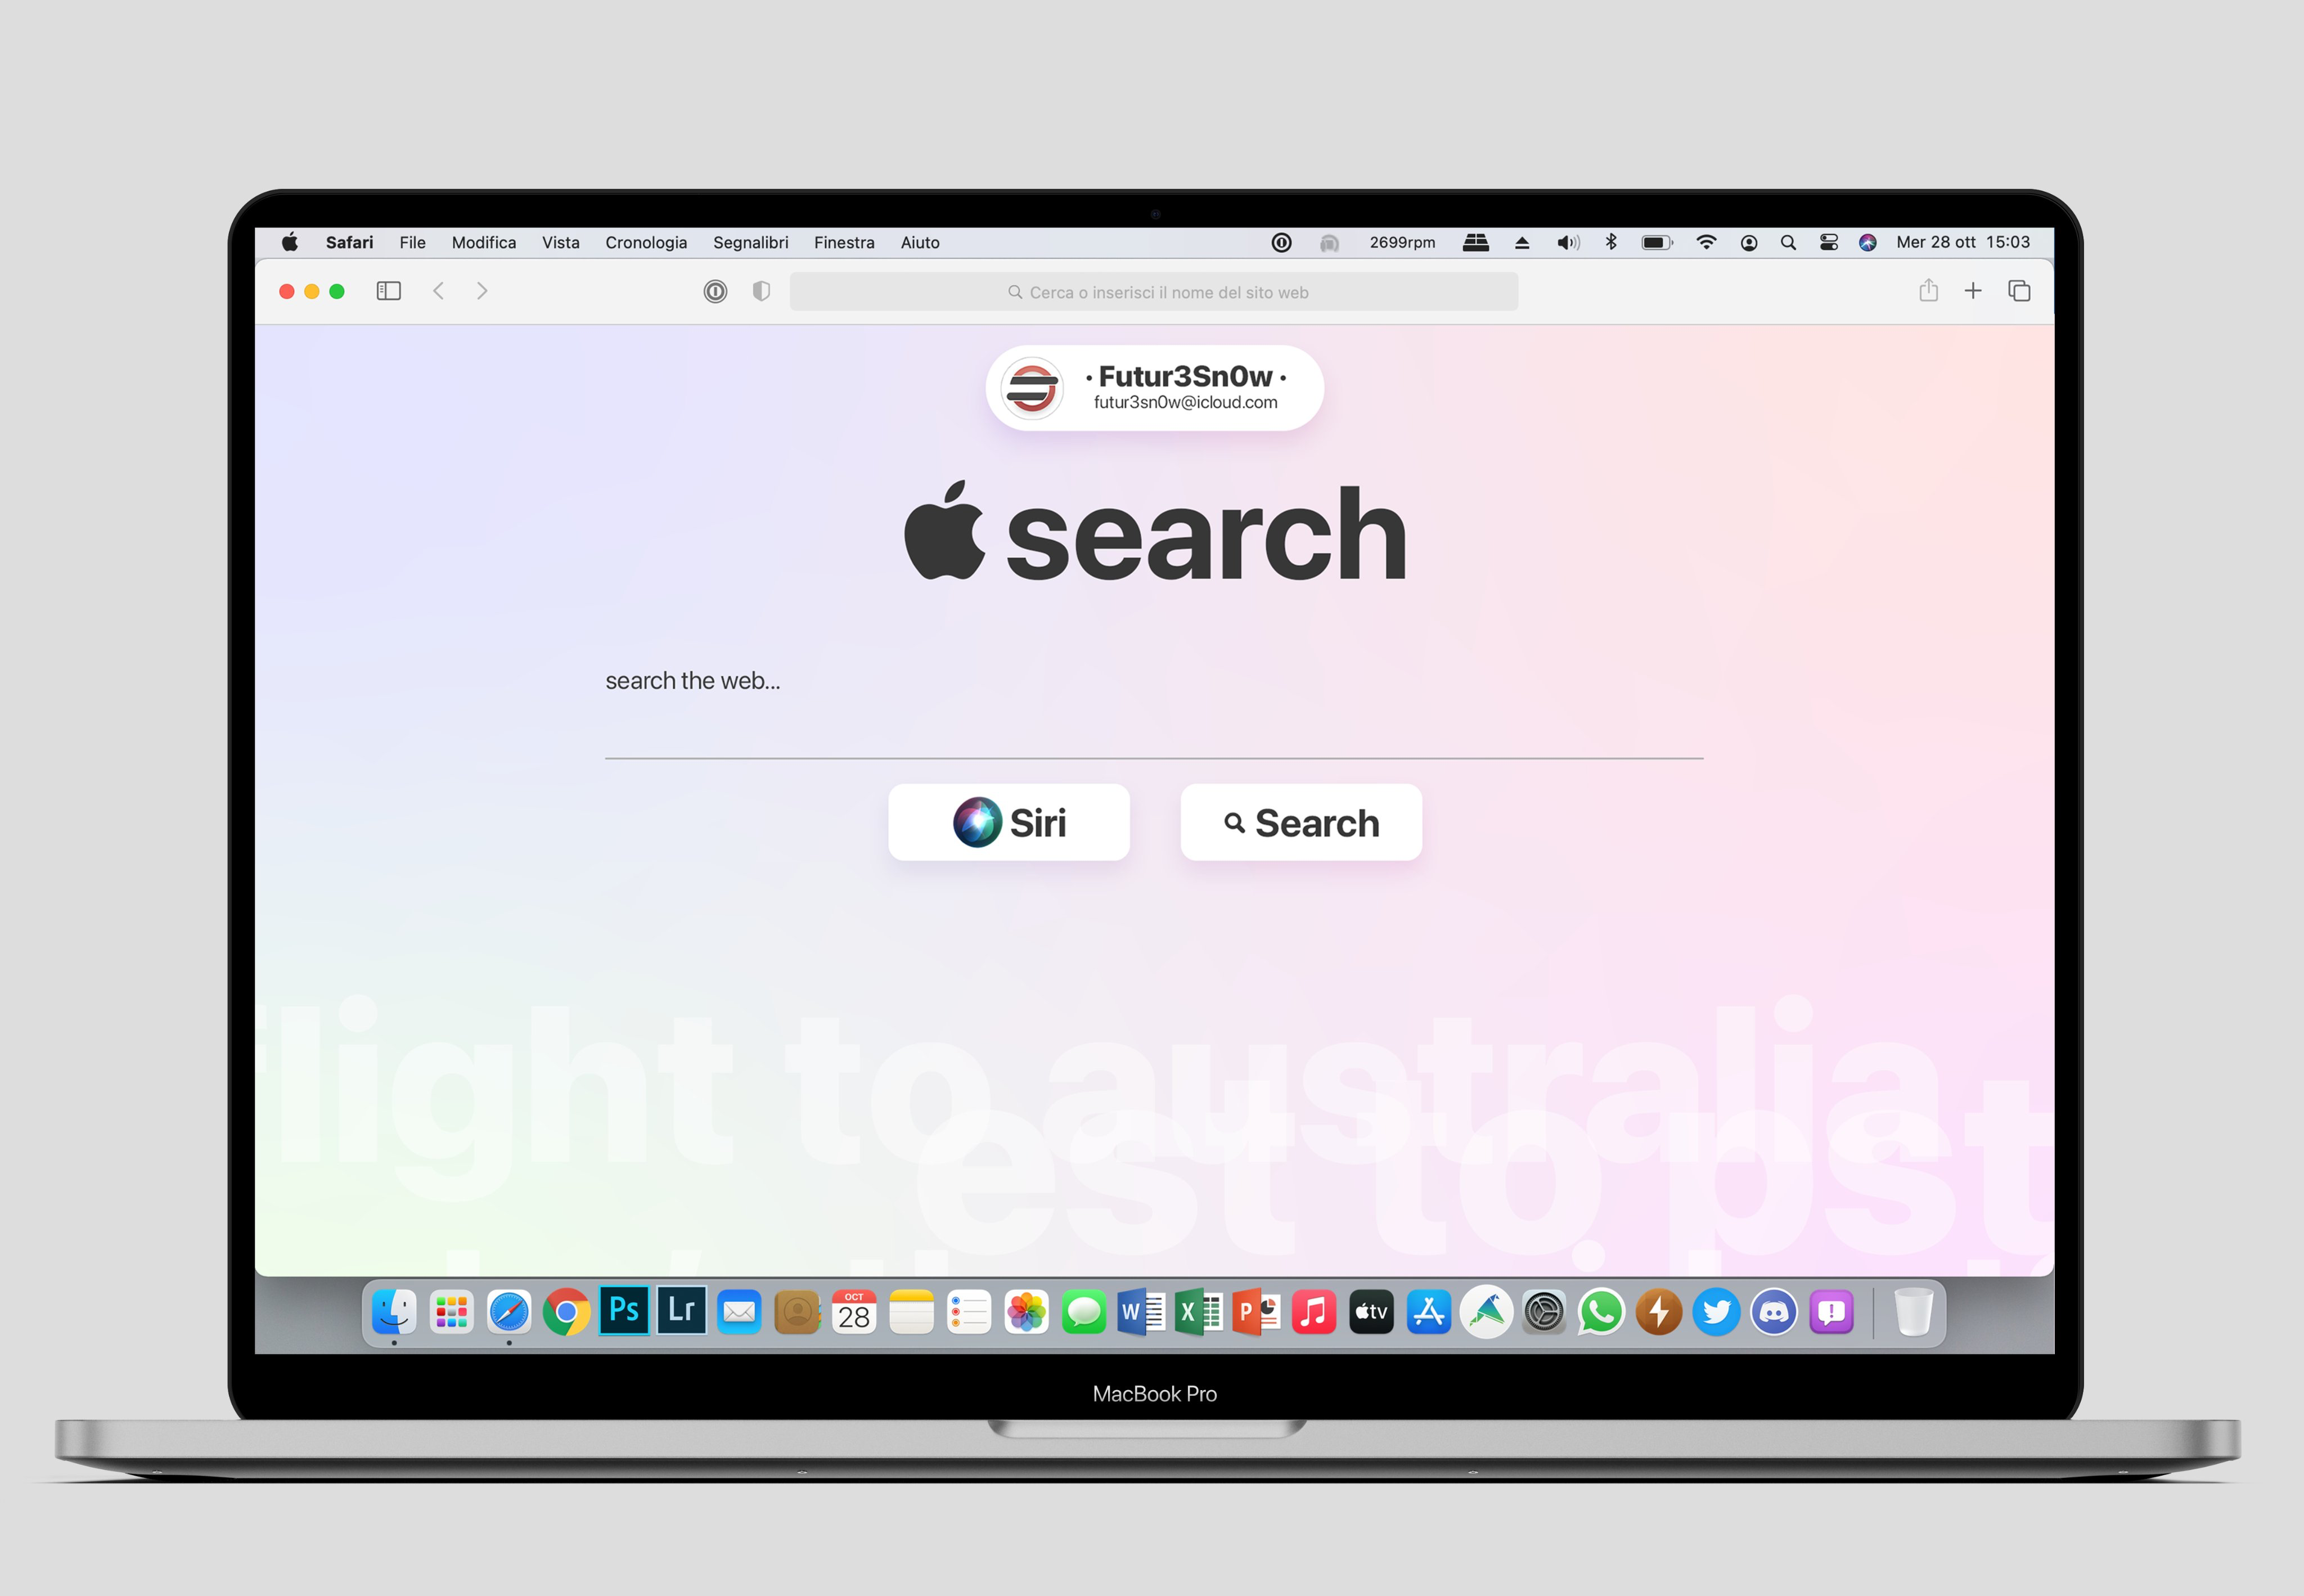 Safari File Modifica Vista Cronologia Segnalibri Finestra Aiuto 2699rpm Mer 28 ott 15:03
Cerca o inserisci il nome del sito web
· Futur3Sn0w ·
futur3sn0w@icloud.com
search
search the web...
Siri
Search
flight to australia
est to pst
Ps Lr OCT 28 W X P tv
MacBook Pro